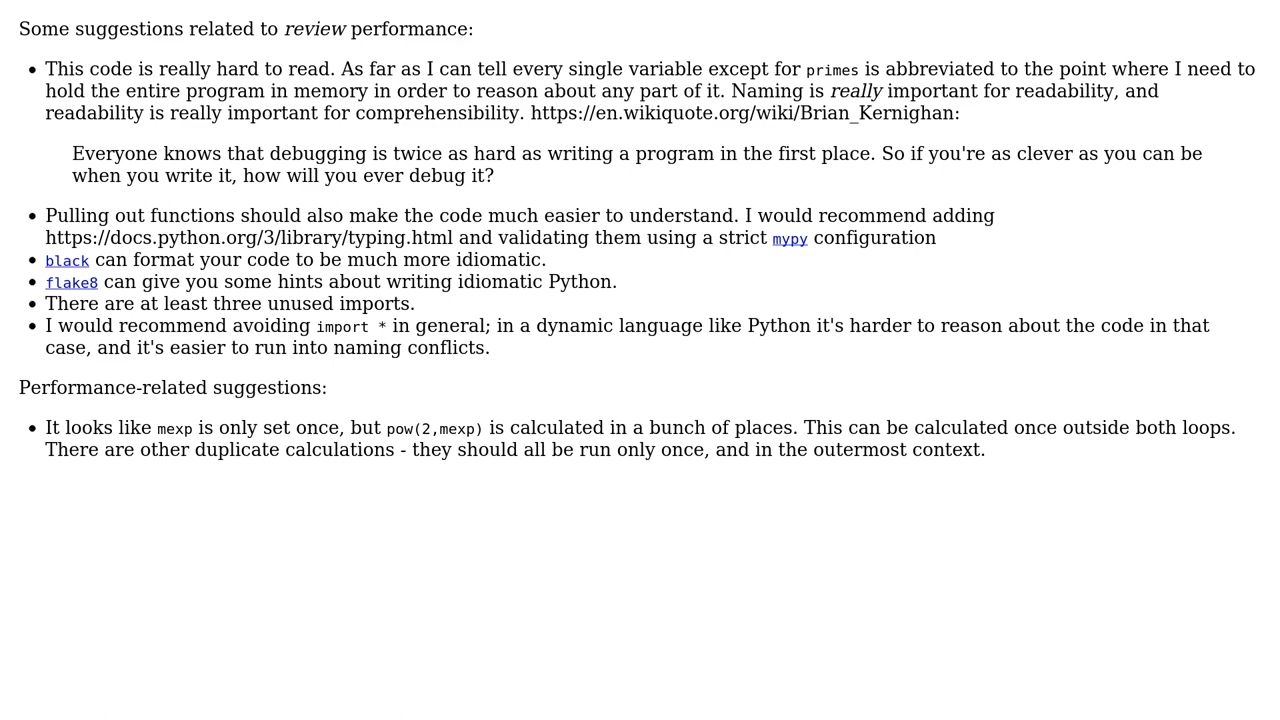 Some suggestions related to review performance:
• This code is really hard to read. As far as I can tell every single variable except for primes is abbreviated to the point where I need to
hold the entire program in memory in order to reason about any part of it. Naming is really important for readability, and
readability is really important for comprehensibility. https://en.wikiquote.org/wiki/Brian_Kernighan:
Everyone knows that debugging is twice as hard as writing a program in the first place. So if you're as clever as you can be
when you write it, how will you ever debug it?
• Pulling out functions should also make the code much easier to understand. I would recommend adding
https://docs.python.org/3/library/typing.html and validating them using a strict mypy configuration
• black can format your code to be much more idiomatic.
• flake8 can give you some hints about writing idiomatic Python.
• There are at least three unused imports.
• I would recommend avoiding import * in general; in a dynamic language like Python it's harder to reason about the code in that
case, and it's easier to run into naming conflicts.
Performance-related suggestions:
• It looks like mexp is only set once, but pow(2,mexp) is calculated in a bunch of places. This can be calculated once outside both loops.
There are other duplicate calculations - they should all be run only once, and in the outermost context.